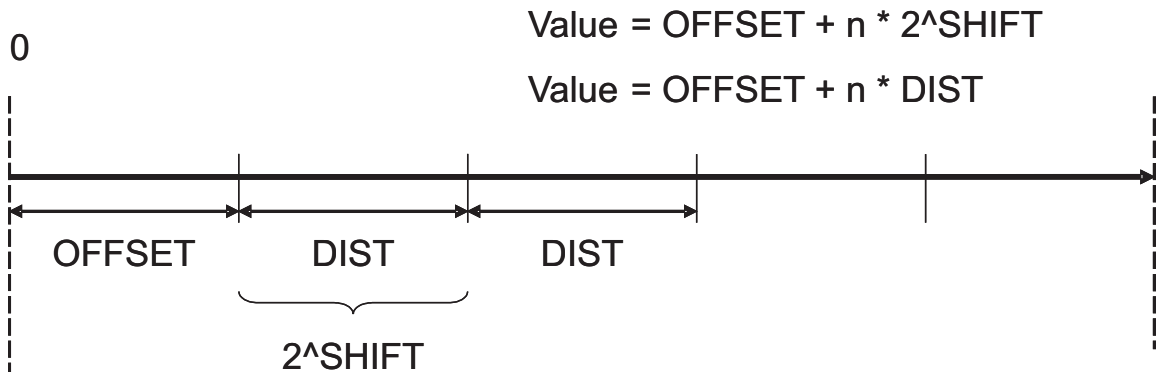 Value = OFFSET + n * 2^SHIFT
0
Value = OFFSET + n * DIST
OFFSET DIST DIST
2^SHIFT